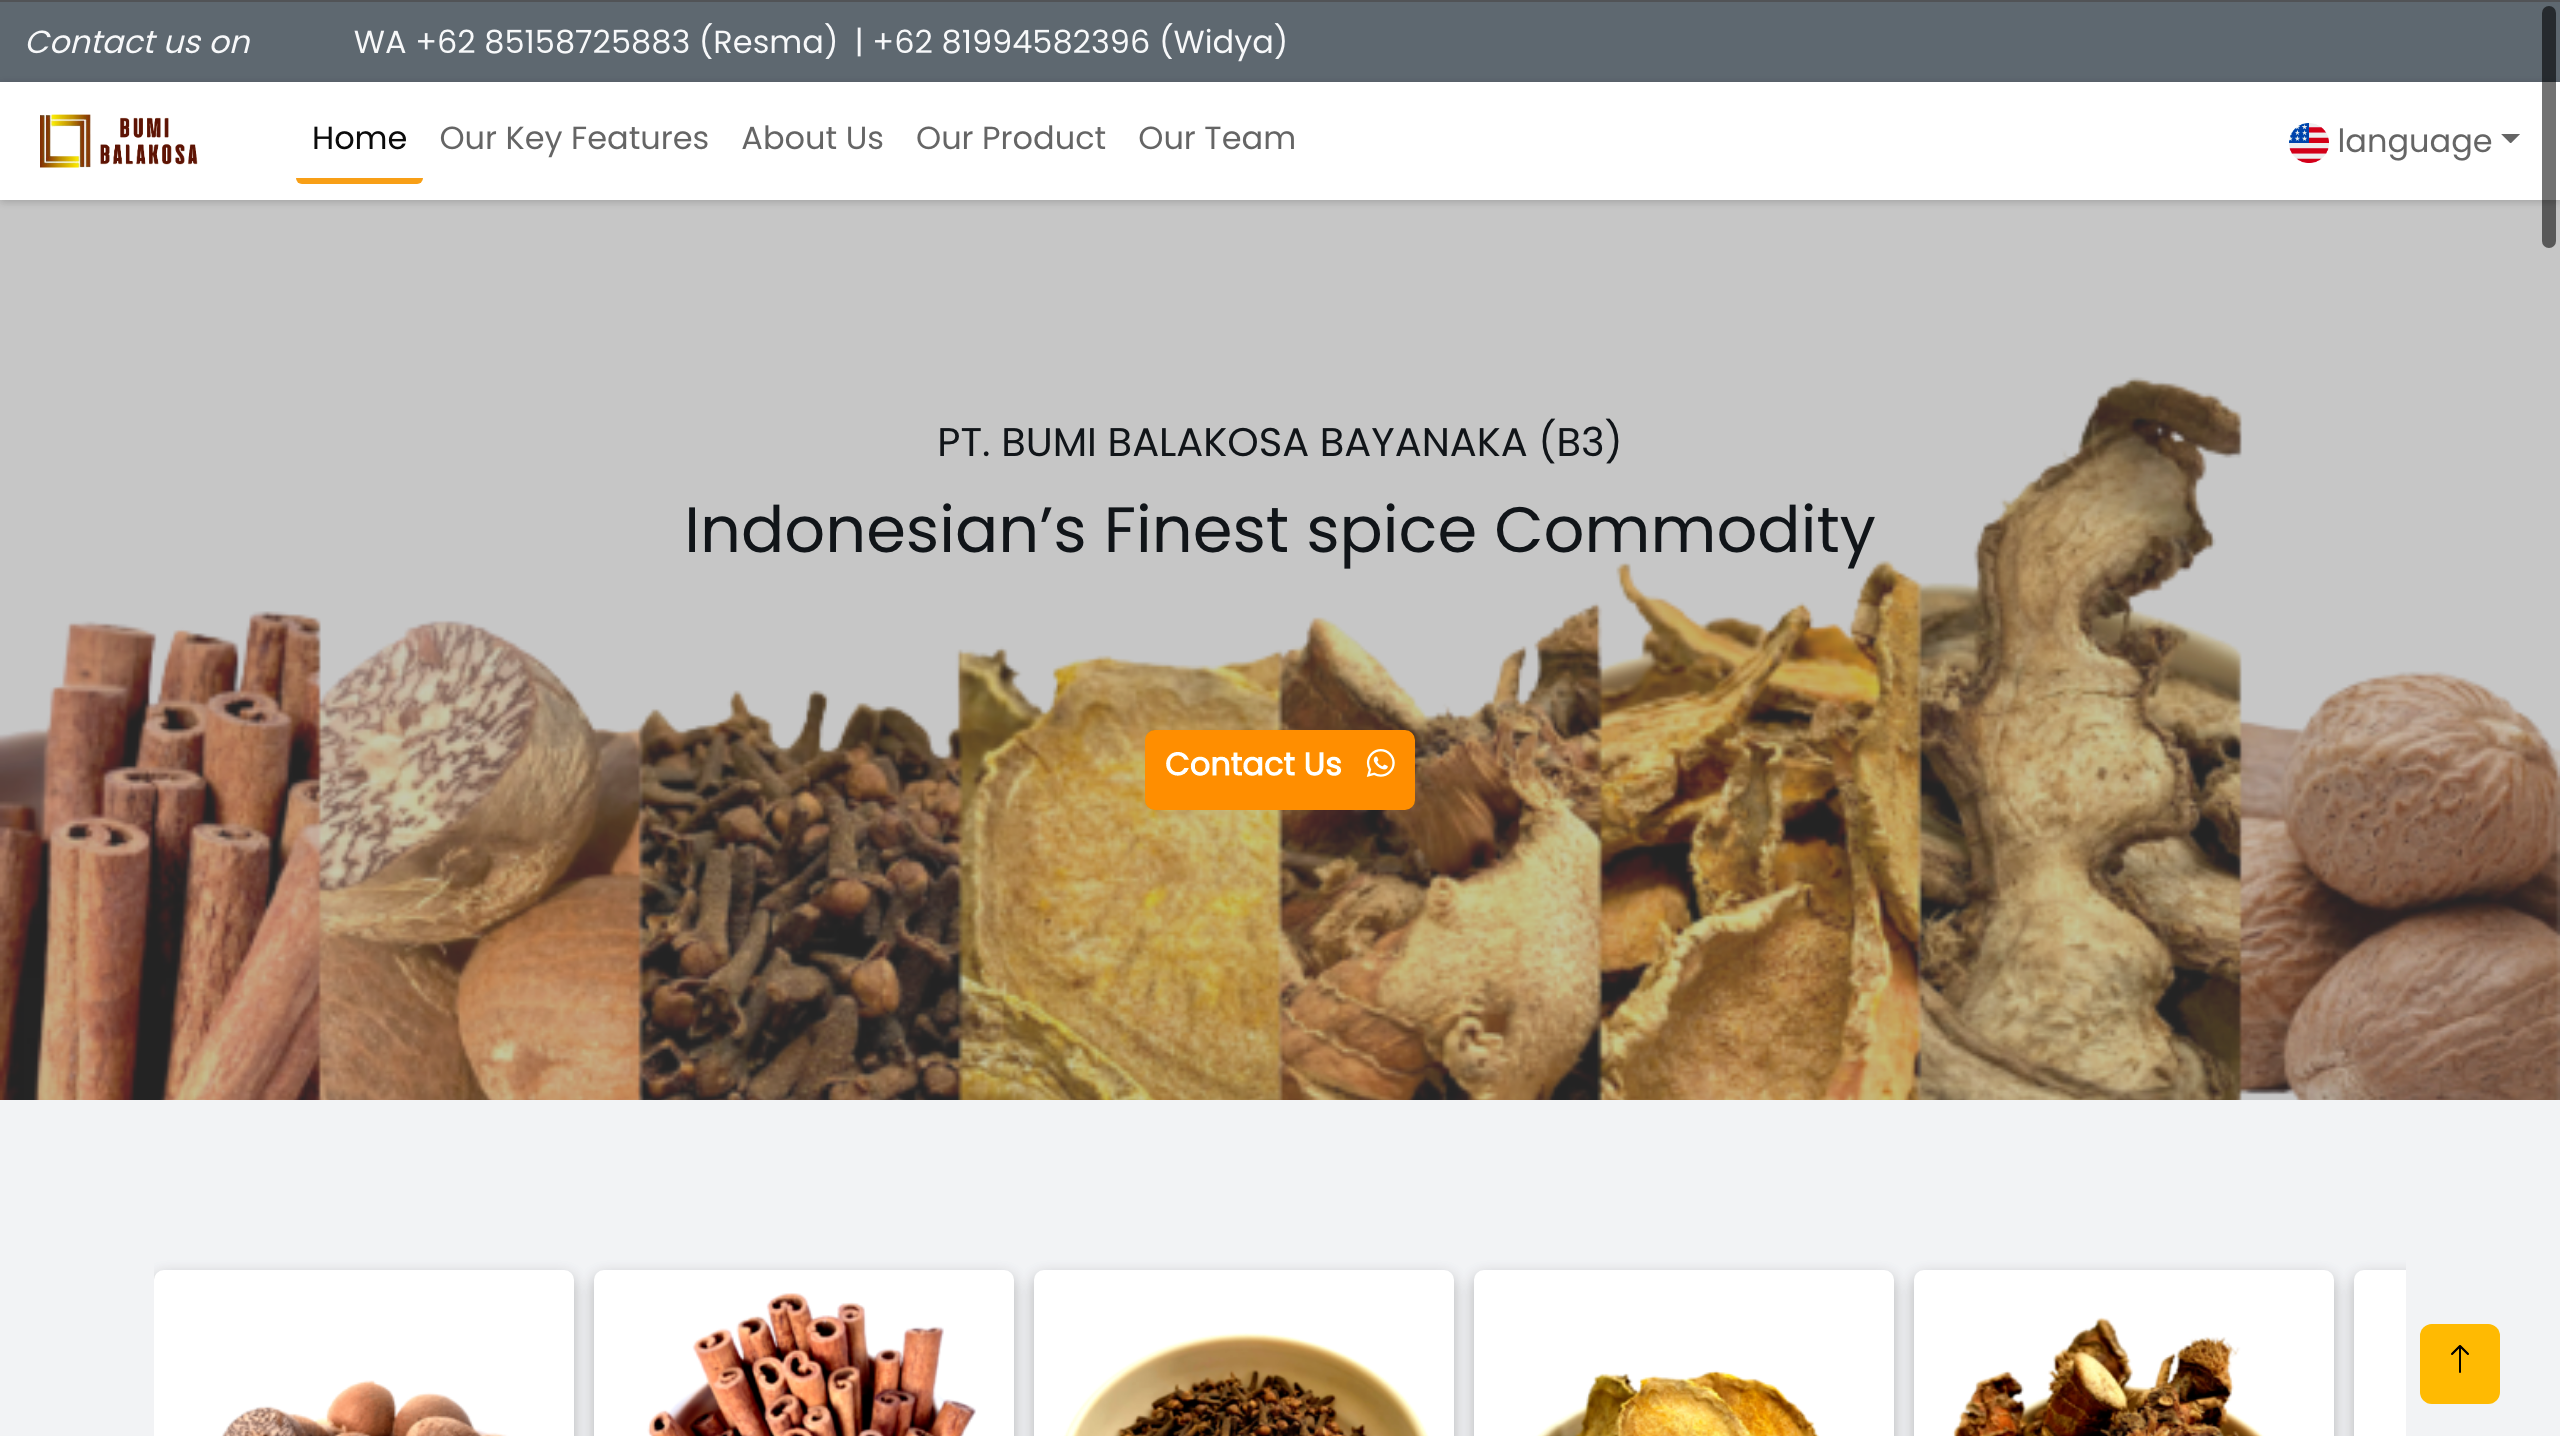 Contact us on WA +62 85158725883 (Resma) | +62 81994582396 (Widya)
BUMI
BALAKOSA
Home Our Key Features About Us Our Product Our Team language
PT. BUMI BALAKOSA BAYANAKA (B3)
Indonesian’s Finest spice Commodity
Contact Us